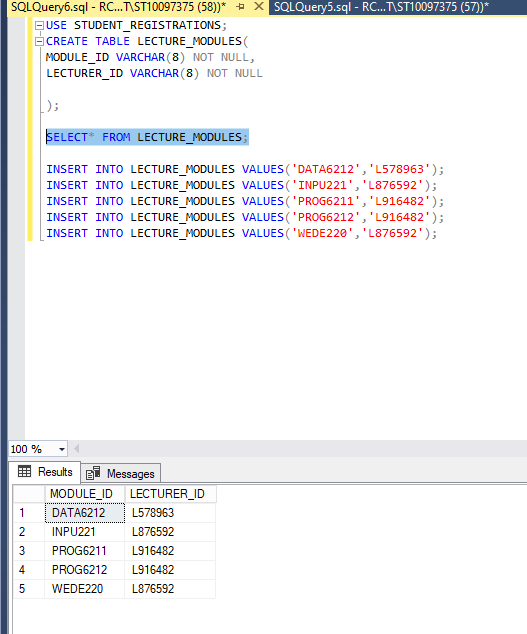 SQLQuery6.sql - RC...T\ST10097375 (58))* SQLQuery5.sql - RC...T\ST10097375 (57))*
USE STUDENT_REGISTRATIONS;
CREATE TABLE LECTURE_MODULES(
MODULE_ID VARCHAR(8) NOT NULL,
LECTURER_ID VARCHAR(8) NOT NULL
);
SELECT* FROM LECTURE_MODULES;
INSERT INTO LECTURE_MODULES VALUES('DATA6212','L578963');
INSERT INTO LECTURE_MODULES VALUES('INPU221','L876592');
INSERT INTO LECTURE_MODULES VALUES('PROG6211','L916482');
INSERT INTO LECTURE_MODULES VALUES('PROG6212','L916482');
INSERT INTO LECTURE_MODULES VALUES('WEDE220','L876592');
100 %
Results Messages
MODULE_ID LECTURER_ID
1 DATA6212 L578963
2 INPU221 L876592
3 PROG6211 L916482
4 PROG6212 L916482
5 WEDE220 L876592